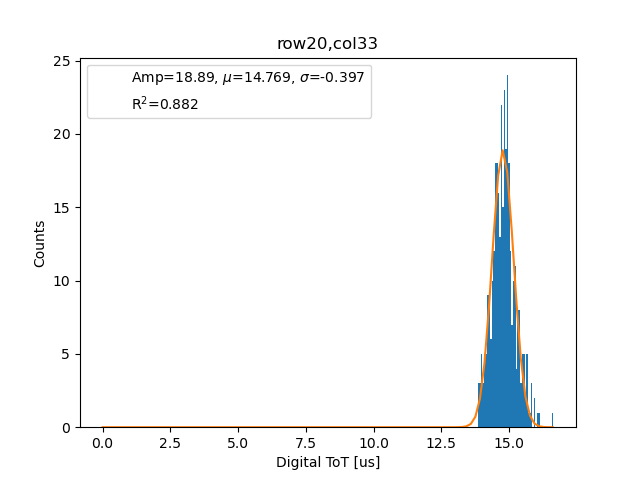 row20,col33
Amp=18.89, μ=14.769, σ=-0.397
R²=0.882
25
20
15
10
5
0
Counts
0.0 2.5 5.0 7.5 10.0 12.5 15.0
Digital ToT [us]